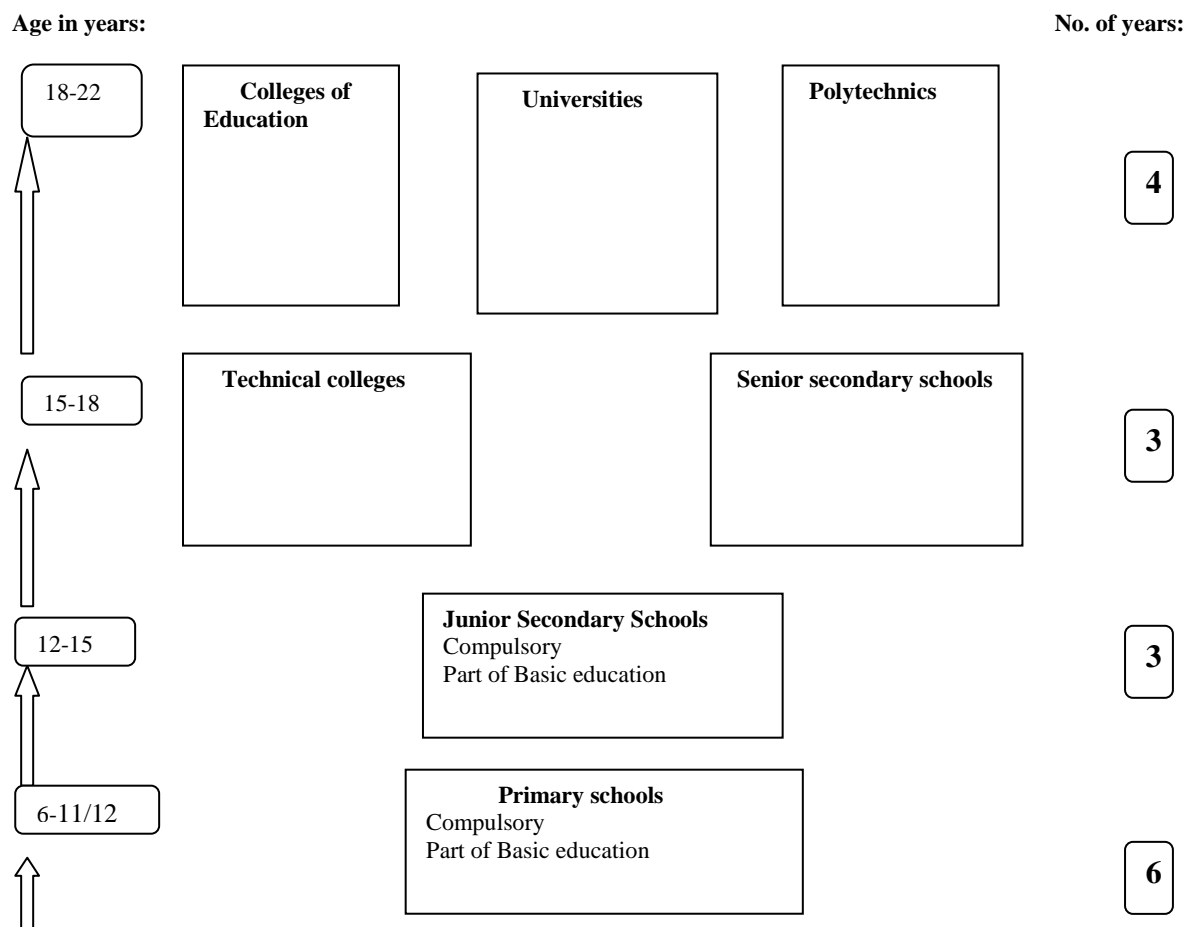 Age in years:
No. of years:
18-22
Colleges of
Education
Universities
Polytechnics
4
15-18
Technical colleges
Senior secondary schools
3
12-15
Junior Secondary Schools
Compulsory
Part of Basic education
3
6-11/12
Primary schools
Compulsory
Part of Basic education
6